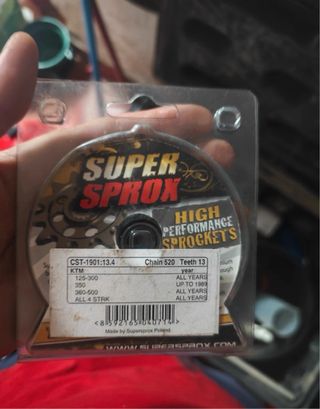 SUPER
SPROX
HIGH
PERFORMANCE
SPROCKETS
CST-1901:13.4 Chain 520 Teeth 13
KTM year
125-300 ALL YEARS
350 UP TO 1989
360-500 ALL YEARS
ALL 4 STRK ALL YEARS
Made by Supersprox Poland
WWW.SUPERSPROX.COM